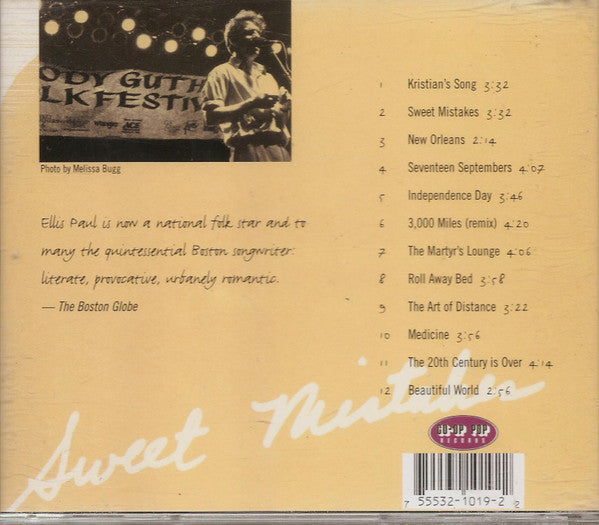 ODY GUTH
LKFESTIV
Photo by Melissa Bugg
Ellis Paul is now a national folk star and to
many the quintessential Boston songwriter:
literate, provocative, urbanely romantic.
— The Boston Globe
1 Kristian's Song 3:32
2 Sweet Mistakes 3:32
3 New Orleans 2:14
4 Seventeen Septembers 4:07
5 Independence Day 3:46
6 3,000 Miles (remix) 4:20
7 The Martyr's Lounge 4:06
8 Roll Away Bed 3:58
9 The Art of Distance 3:22
10 Medicine 3:56
11 The 20th Century is Over 4:14
12 Beautiful World 2:56
Sweet Mistakes
CO-OP POP
RECORDS
7 55532-1019-2 2